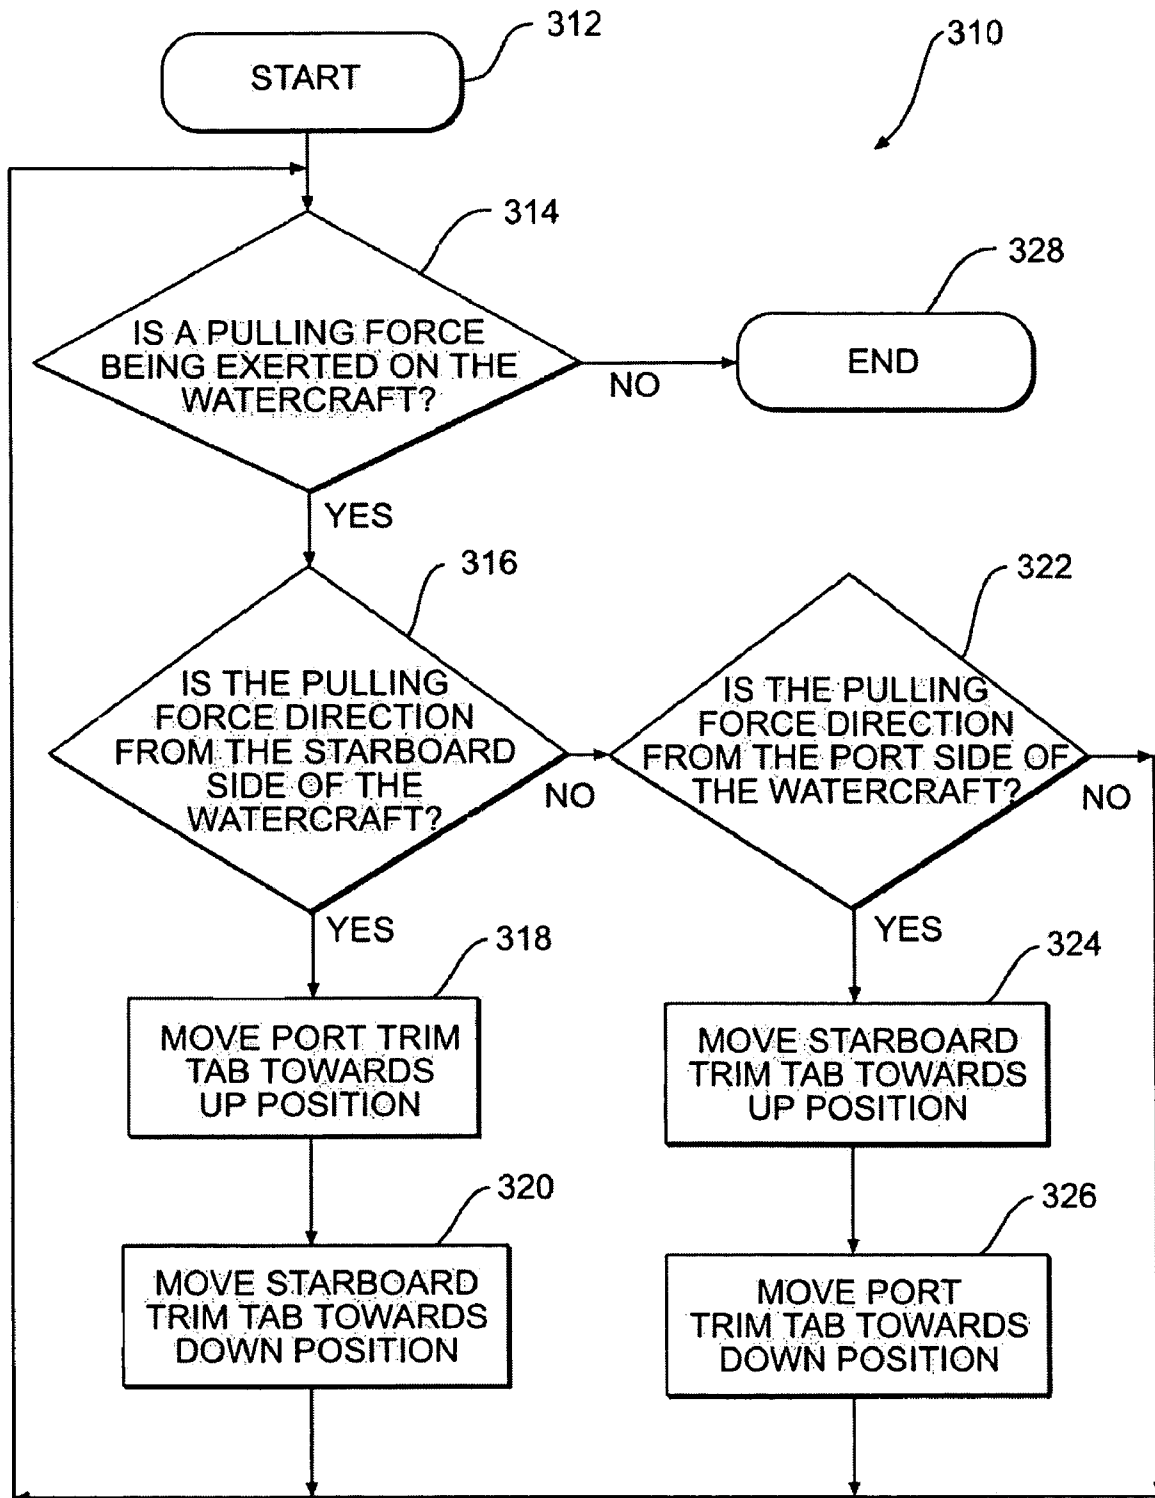 312
310
START
314
328
IS A PULLING FORCE
BEING EXERTED ON THE
WATERCRAFT?
END
NO
YES
316
322
IS THE PULLING
FORCE DIRECTION
FROM THE STARBOARD
SIDE OF THE
WATERCRAFT?
NO
IS THE PULLING
FORCE DIRECTION
FROM THE PORT SIDE OF
THE WATERCRAFT?
NO
YES
YES
318
324
MOVE PORT TRIM
TAB TOWARDS
UP POSITION
MOVE STARBOARD
TRIM TAB TOWARDS
UP POSITION
320
326
MOVE STARBOARD
TRIM TAB TOWARDS
DOWN POSITION
MOVE PORT
TRIM TAB TOWARDS
DOWN POSITION